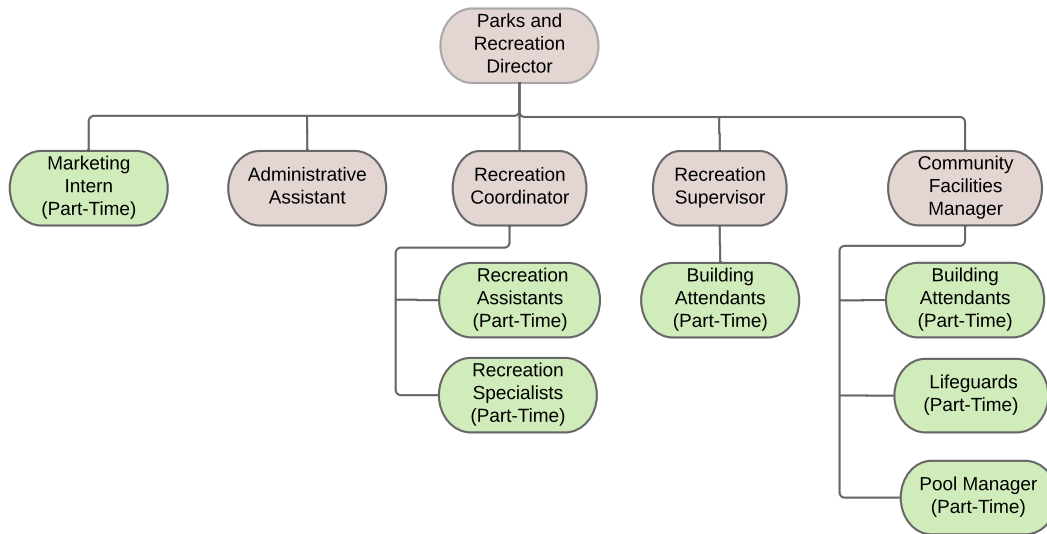 Parks and
Recreation
Director
Marketing
Intern
(Part-Time)
Administrative
Assistant
Recreation
Coordinator
Recreation
Supervisor
Community
Facilities
Manager
Recreation
Assistants
(Part-Time)
Building
Attendants
(Part-Time)
Building
Attendants
(Part-Time)
Recreation
Specialists
(Part-Time)
Lifeguards
(Part-Time)
Pool Manager
(Part-Time)